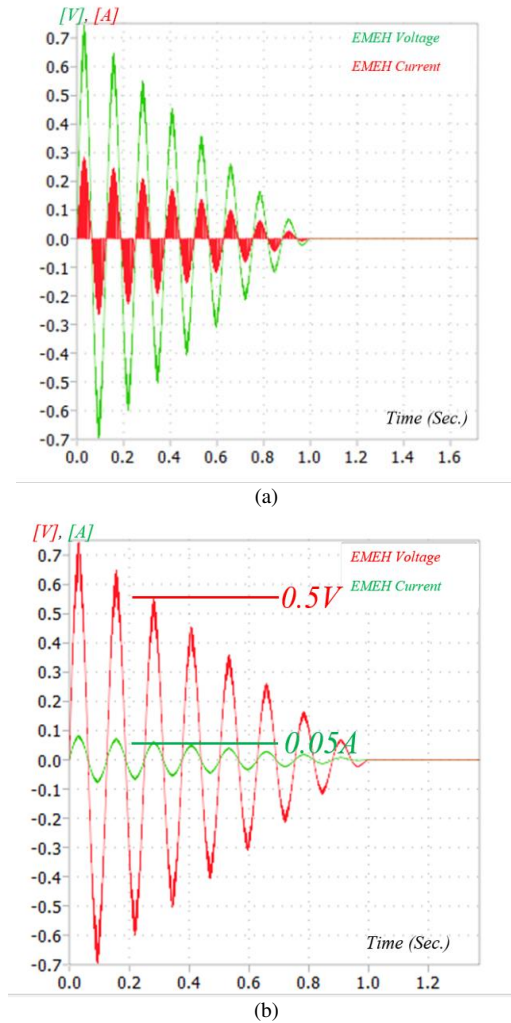 [V], [A]
0.7
EMEH Voltage
0.6
EMEH Current
0.5
0.4
0.3
0.2
0.1
0.0
-0.1
-0.2
-0.3
-0.4
-0.5
-0.6
Time (Sec.)
-0.7
0.0 0.2 0.4 0.6 0.8 1.0 1.2 1.4 1.6
(a)
[V], [A]
0.7
EMEH Voltage
0.6
EMEH Current
0.5V
0.5
0.4
0.3
0.2
0.1
0.05A
0.0
-0.1
-0.2
-0.3
-0.4
-0.5
-0.6
Time (Sec.)
-0.7
0.0 0.2 0.4 0.6 0.8 1.0 1.2
(b)